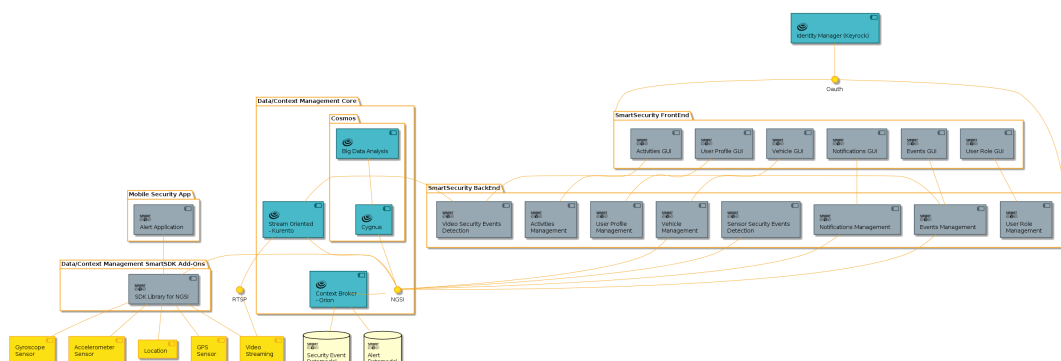 Identity Manager (Keyrock)
Oauth
Data/Context Management Core
Cosmos
Big Data Analysis
SmartSecurity FrontEnd
Activities GUI
User Profile GUI
Vehicle GUI
Notifications GUI
Events GUI
User Role GUI
Mobile Security App
Alert Application
Stream Oriented
- Kurento
Cygnus
SmartSecurity BackEnd
Video Security Events
Detection
Activities
Management
User Profile
Management
Vehicle
Management
Sensor Security Events
Detection
Notifications Management
Events Management
User Role
Management
Data/Context Management SmartSDK Add-Ons
SDK Library for NGSI
RTSP
Context Broker
- Orion
NGSI
Gyroscope
Sensor
Accelerometer
Sensor
Location
GPS
Sensor
Video
Streaming
Security Event
Alert